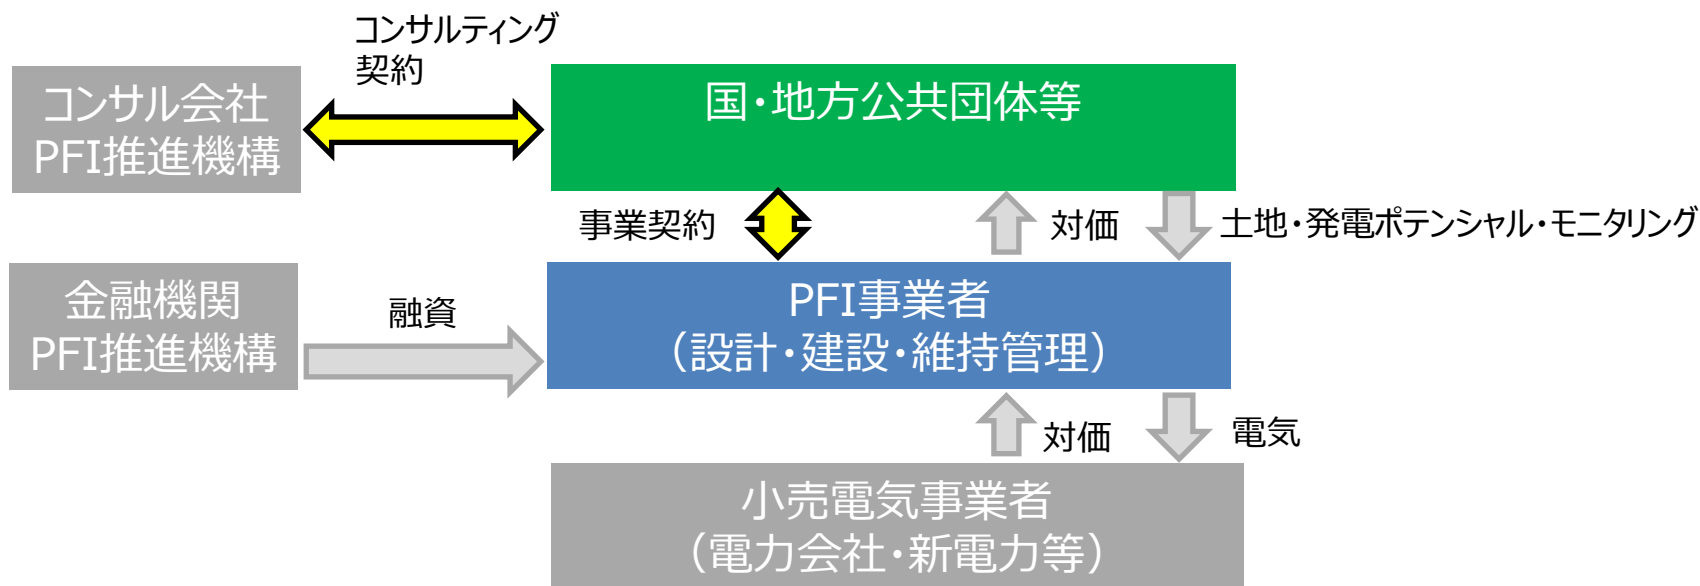 コンサルティング
契約
コンサル会社
PFI推進機構
国・地方公共団体等
事業契約
対価
土地・発電ポテンシャル・モニタリング
金融機関
PFI推進機構
融資
PFI事業者
（設計・建設・維持管理）
対価
電気
小売電気事業者
（電力会社・新電力等）